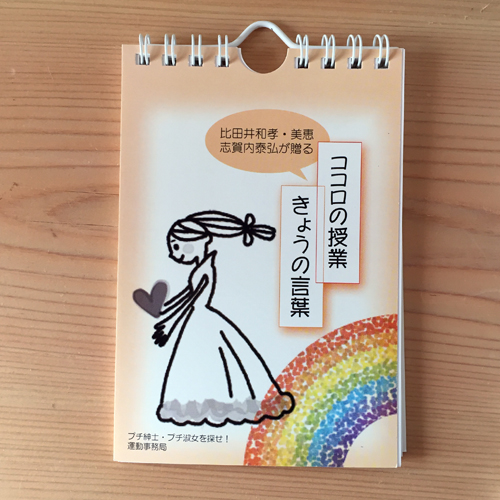 比田井和孝・美恵
志賀内泰弘が贈る
ココロの授業
きょうの言葉
プチ紳士・プチ淑女を探せ！
運動事務局